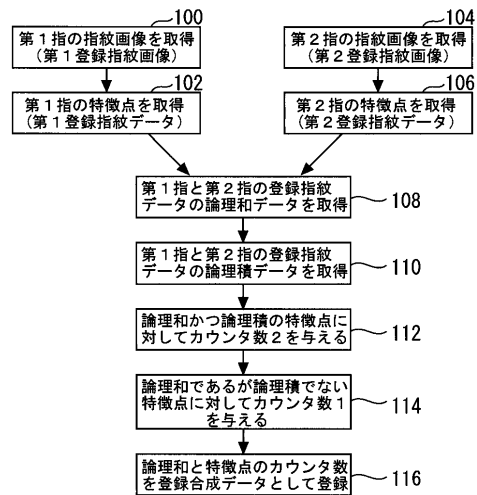 100
第1指の指紋画像を取得
(第1登録指紋画像)
104
第2指の指紋画像を取得
(第2登録指紋画像)
102
第1指の特徴点を取得
(第1登録指紋データ)
106
第2指の特徴点を取得
(第2登録指紋データ)
第1指と第2指の登録指紋
データの論理和データを取得
108
第1指と第2指の登録指紋
データの論理積データを取得
110
論理和かつ論理積の特徴点に
対してカウンタ数2を与える
112
論理和であるが論理積でない
特徴点に対してカウンタ数1
を与える
114
論理和と特徴点のカウンタ数
を登録合成データとして登録
116